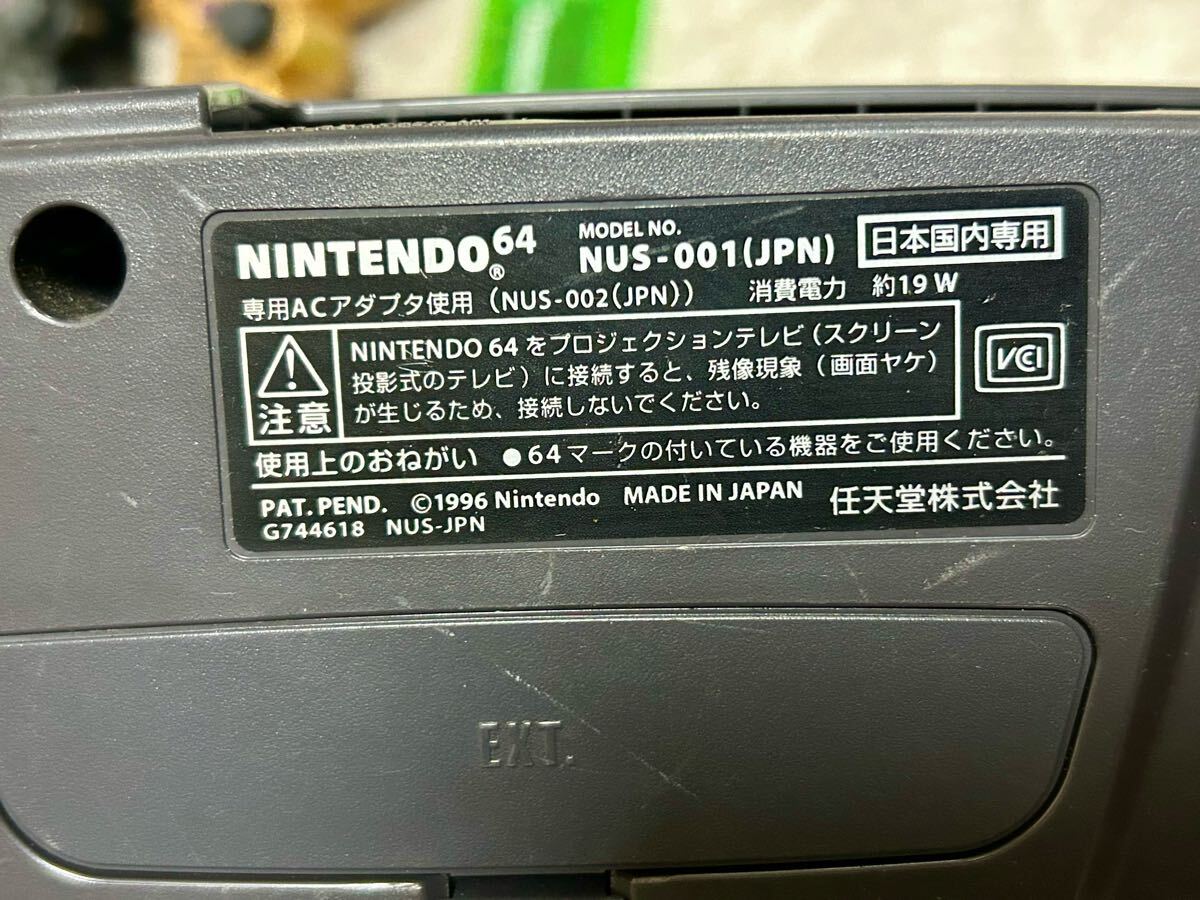 NINTENDO64®
MODEL NO.
NUS-001(JPN)
日本国内専用
専用ACアダプタ使用（NUS-002(JPN)） 消費電力 約19W
注意
NINTENDO 64をプロジェクションテレビ（スクリーン
投影式のテレビ）に接続すると、残像現象（画面ヤケ）
が生じるため、接続しないでください。
VCI
使用上のおねがい ●64マークの付いている機器をご使用ください。
PAT. PEND. ©1996 Nintendo MADE IN JAPAN 任天堂株式会社
G744618 NUS-JPN
EXT.